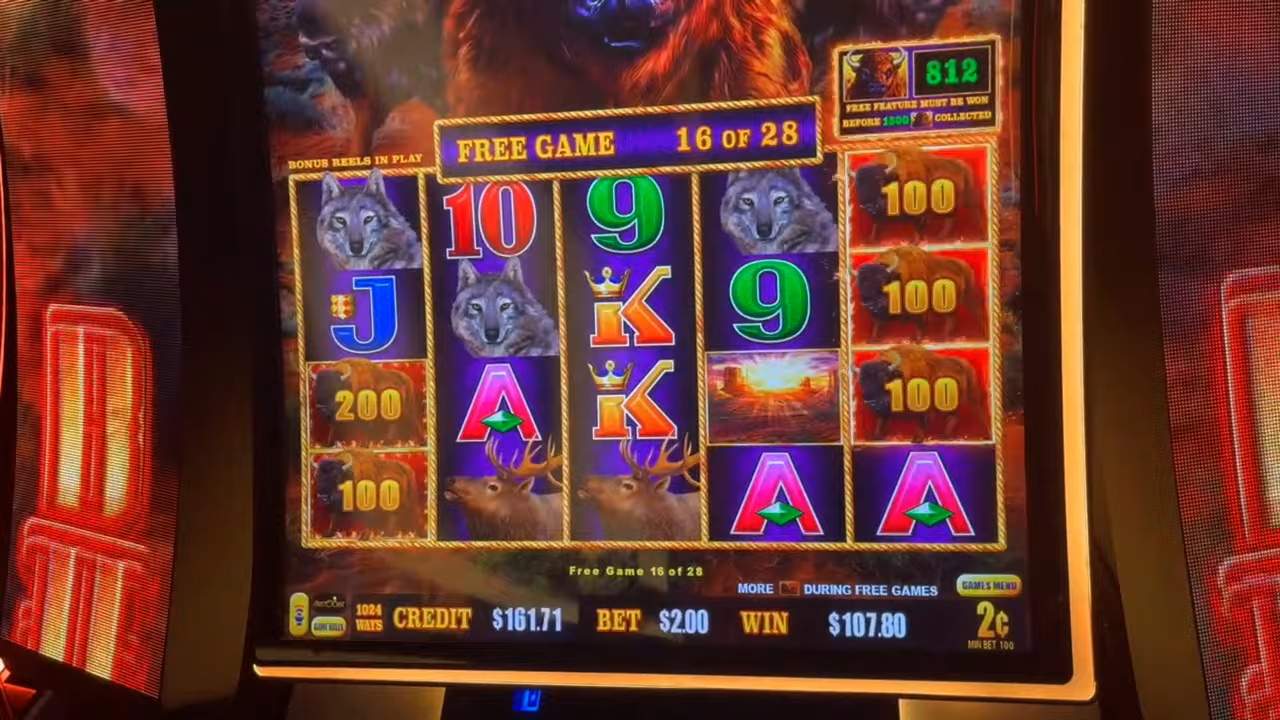 812
FREE FEATURE MUST BE WON
BEFORE 1800 COLLECTED
FREE GAME 16 OF 28
BONUS REELS IN PLAY
10 9 100
J K 9 100
200 A K 100
100 A A
Free Game 16 of 28
MORE DURING FREE GAMES
GAMES MENU
1024 WAYS
CREDIT $161.71 BET $2.00 WIN $107.80
2¢
MIN BET 100